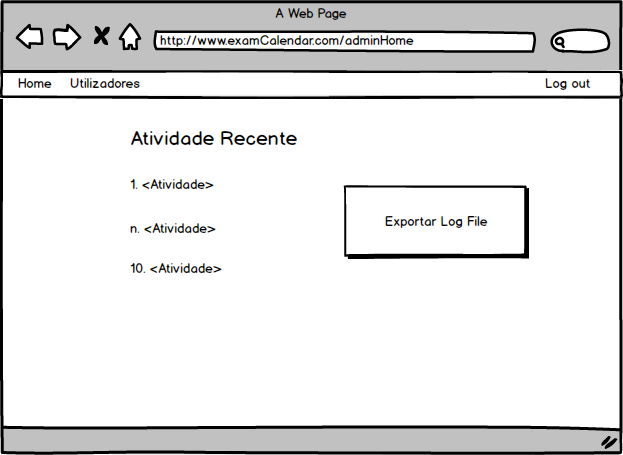 A Web Page
http://www.examCalendar.com/adminHome
Home Utilizadores Log out
Atividade Recente
1. <Atividade>
Exportar Log File
n. <Atividade>
10. <Atividade>